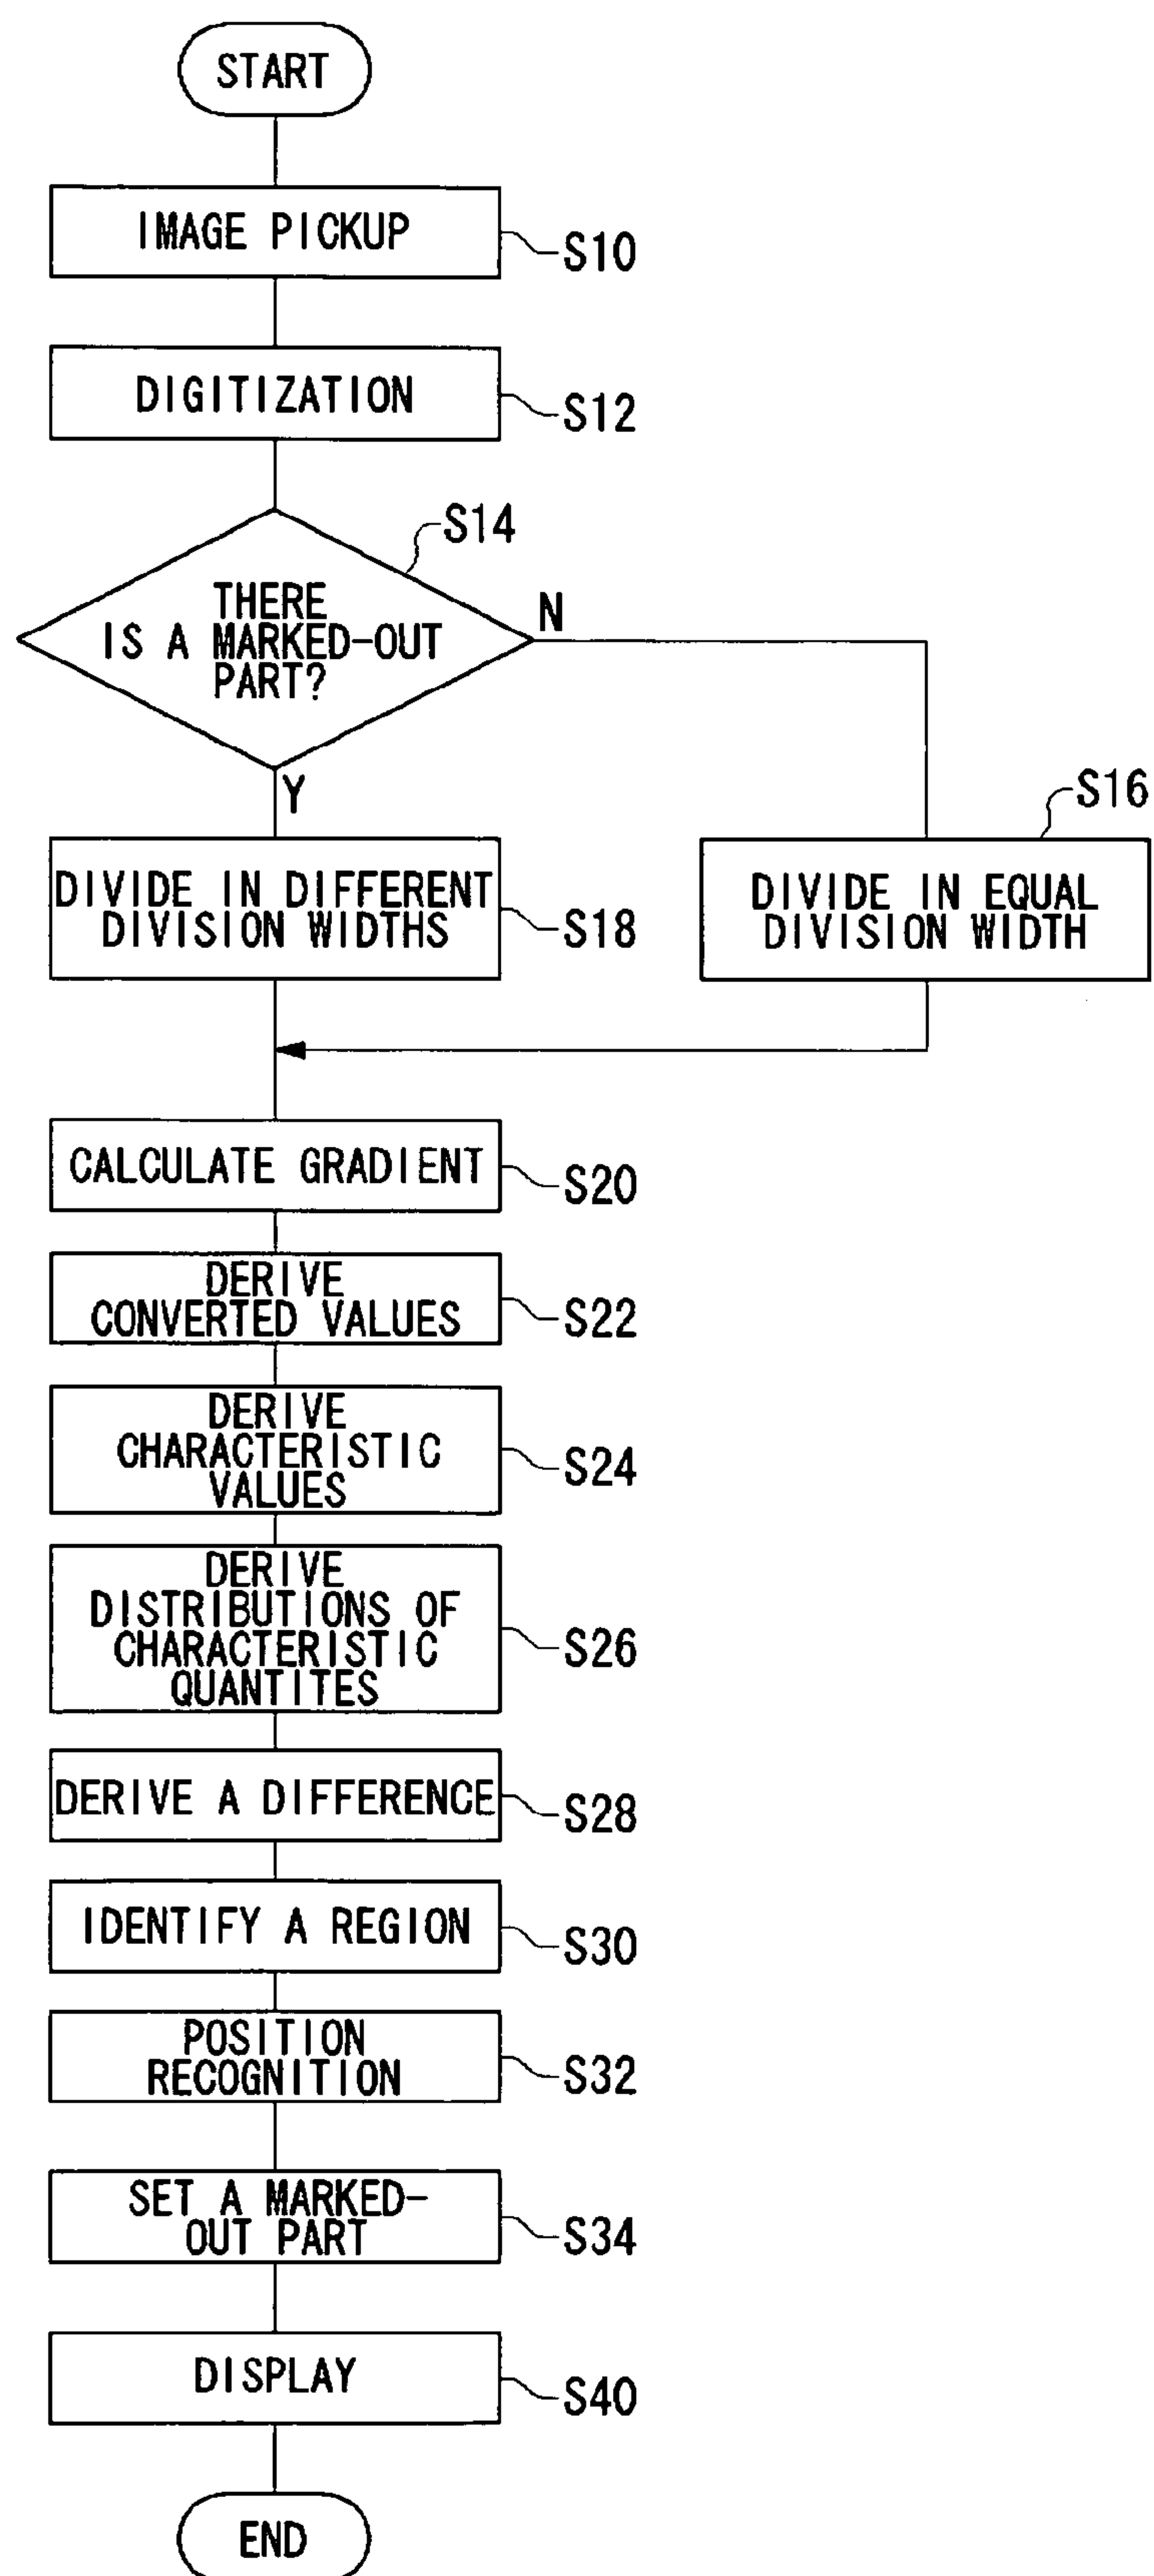 START
IMAGE PICKUP
S10
DIGITIZATION
S12
S14
THERE
IS A MARKED-OUT
PART?
N
Y
S16
DIVIDE IN DIFFERENT
DIVISION WIDTHS
S18
DIVIDE IN EQUAL
DIVISION WIDTH
CALCULATE GRADIENT
S20
DERIVE
CONVERTED VALUES
S22
DERIVE
CHARACTERISTIC
VALUES
S24
DERIVE
DISTRIBUTIONS OF
CHARACTERISTIC
QUANTITES
S26
DERIVE A DIFFERENCE
S28
IDENTIFY A REGION
S30
POSITION
RECOGNITION
S32
SET A MARKED-
OUT PART
S34
DISPLAY
S40
END